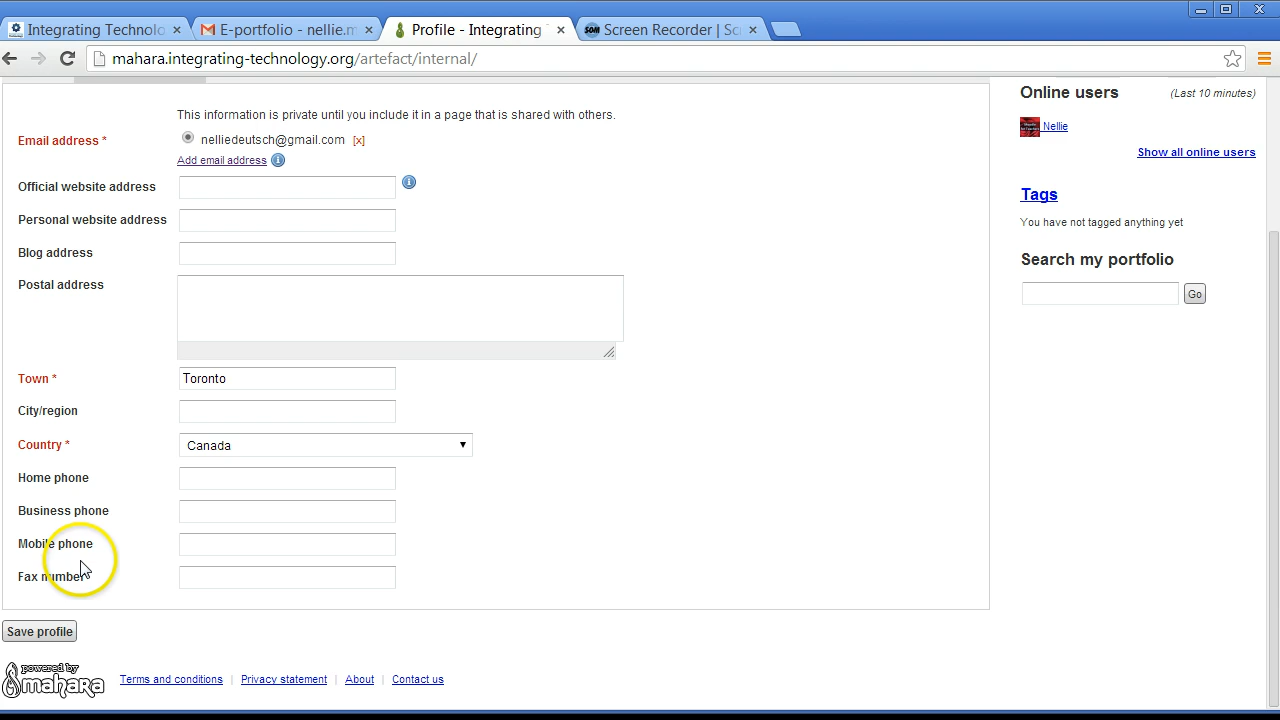 Integrating Technolo
E-portfolio - nellie.m
Profile - Integrating
Screen Recorder | Sc
mahara.integrating-technology.org/artefact/internal/
This information is private until you include it in a page that is shared with others.
Email address *
nelliedeutsch@gmail.com [x]
Add email address
Official website address
Personal website address
Blog address
Postal address
Town *
Toronto
City/region
Country *
Canada
Home phone
Business phone
Mobile phone
Fax number
Save profile
powered by
mahara
Terms and conditions | Privacy statement | About | Contact us
Online users
(Last 10 minutes)
Nellie
Show all online users
Tags
You have not tagged anything yet
Search my portfolio
Go